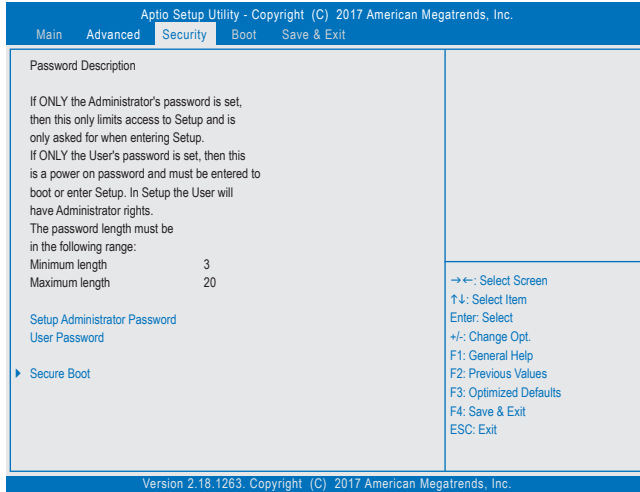 Aptio Setup Utility - Copyright (C) 2017 American Megatrends, Inc.
Main Advanced Security Boot Save & Exit
Password Description
If ONLY the Administrator's password is set,
then this only limits access to Setup and is
only asked for when entering Setup.
If ONLY the User's password is set, then this
is a power on password and must be entered to
boot or enter Setup. In Setup the User will
have Administrator rights.
The password length must be
in the following range:
Minimum length 3
Maximum length 20
Setup Administrator Password
User Password
Secure Boot
→←: Select Screen
↑↓: Select Item
Enter: Select
+/-: Change Opt.
F1: General Help
F2: Previous Values
F3: Optimized Defaults
F4: Save & Exit
ESC: Exit
Version 2.18.1263. Copyright (C) 2017 American Megatrends, Inc.